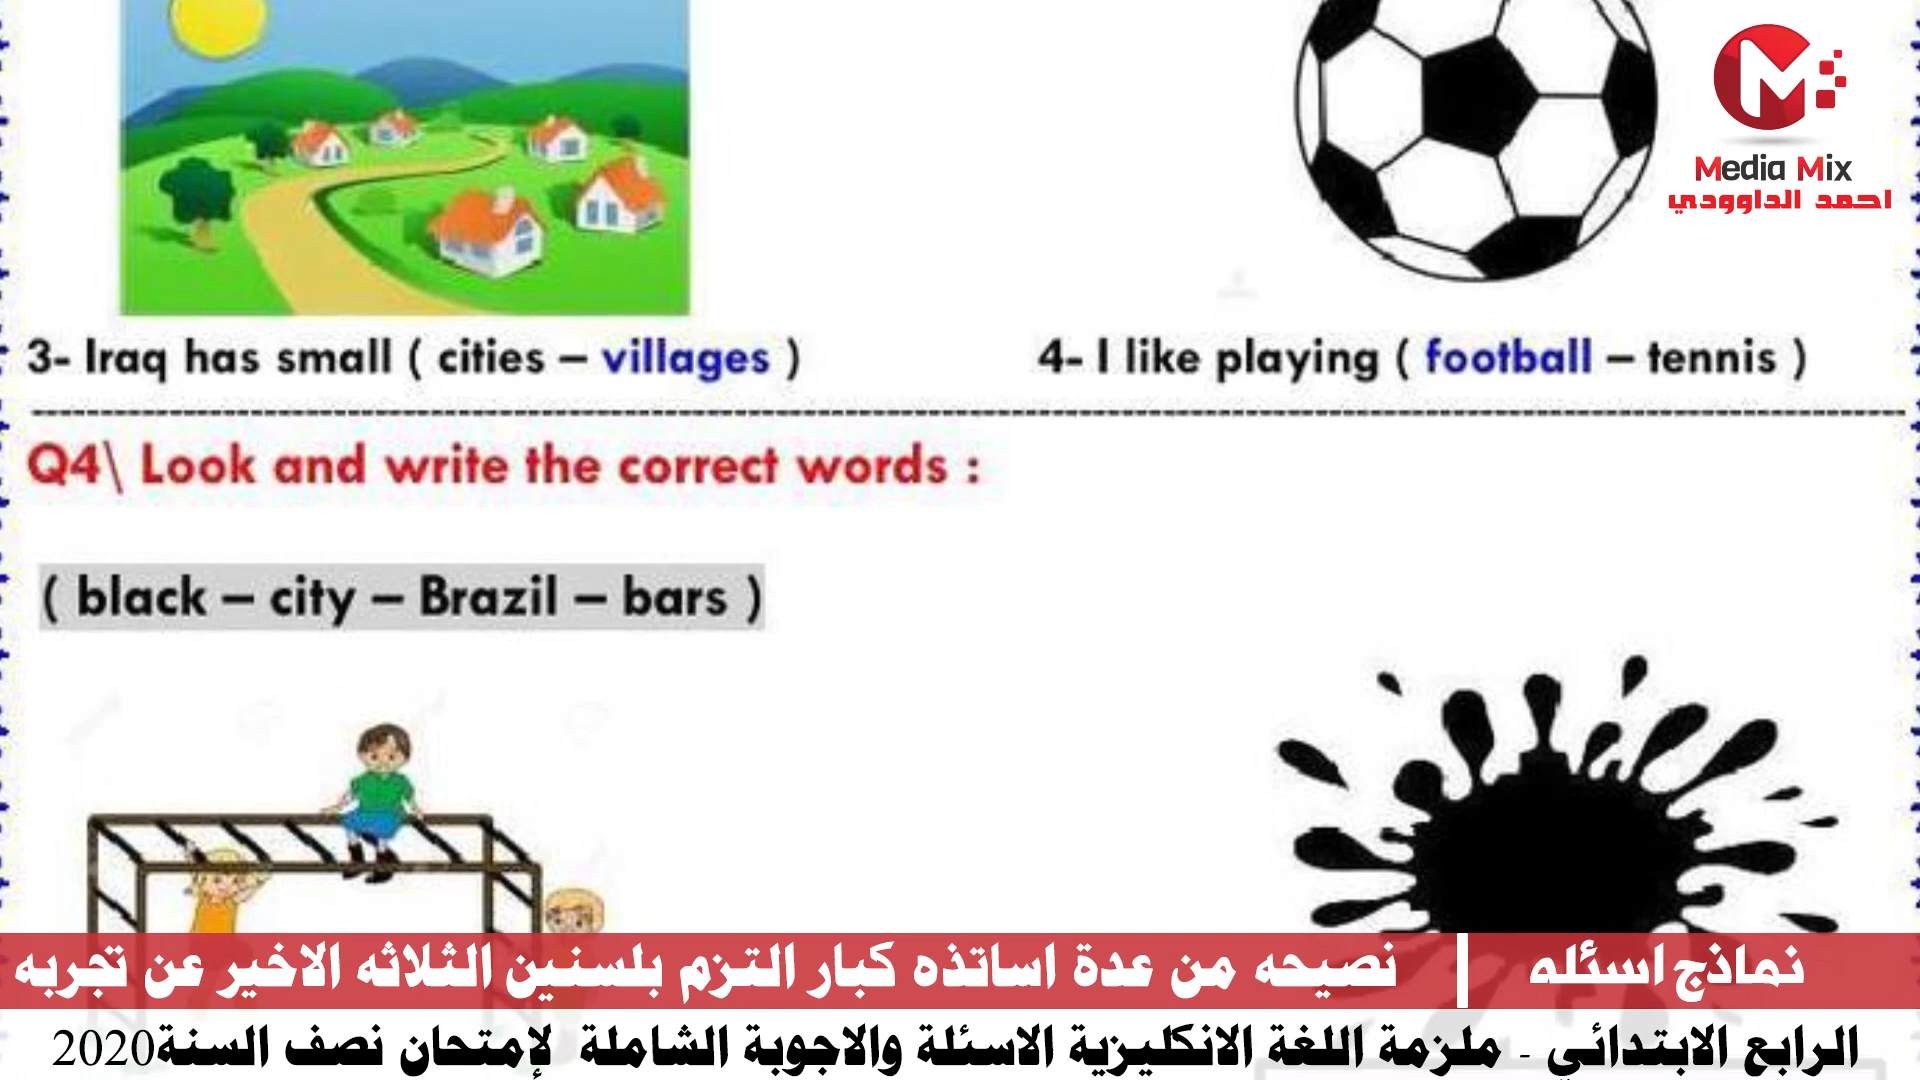 Media Mix
احمد الداوودي
3- Iraq has small ( cities – villages )
4- I like playing ( football – tennis )
Q4\ Look and write the correct words :
( black – city – Brazil – bars )
نماذج اسئله | نصيحه من عدة اساتذه كبار التزم بلسنين الثلاثه الاخير عن تجربه
الرابع الابتدائي - ملزمة اللغة الانكليزية الاسئلة والاجوبة الشاملة لإمتحان نصف السنة2020